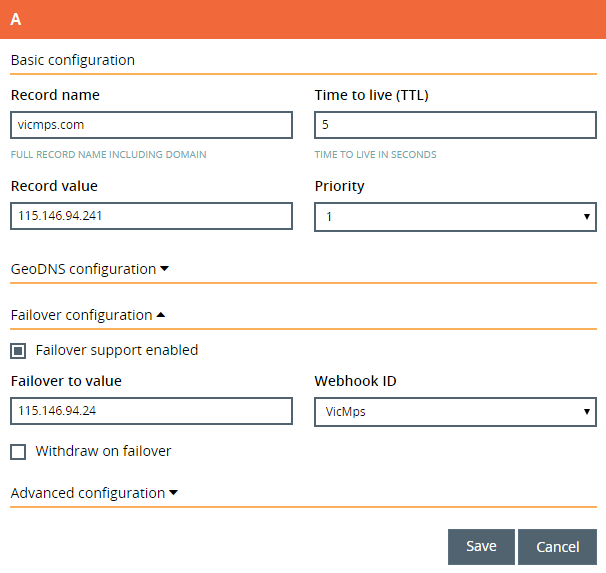 A
Basic configuration
Record name
Time to live (TTL)
vicmps.com
5
FULL RECORD NAME INCLUDING DOMAIN
TIME TO LIVE IN SECONDS
Record value
Priority
115.146.94.241
1
GeoDNS configuration
Failover configuration
Failover support enabled
Failover to value
Webhook ID
115.146.94.24
VicMps
Withdraw on failover
Advanced configuration
Save
Cancel